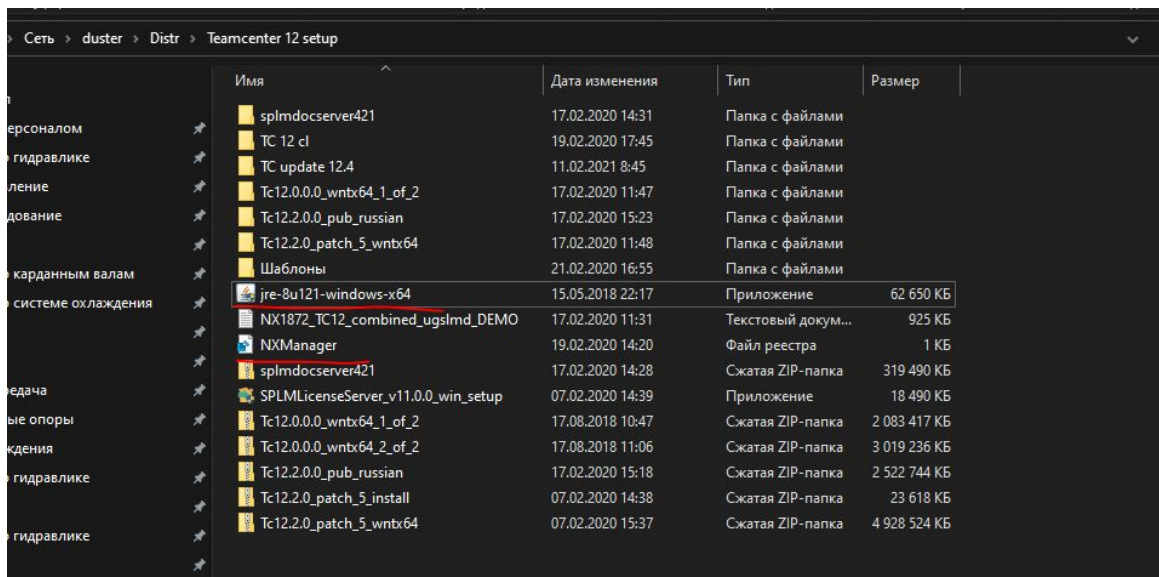 Сеть > duster > Distr > Teamcenter 12 setup
Имя Дата изменения Тип Размер
splmdocserver421 17.02.2020 14:31 Папка с файлами
ерсоналом
TC 12 cl 19.02.2020 17:45 Папка с файлами
гидравлике
TC update 12.4 11.02.2021 8:45 Папка с файлами
ление
Tc12.0.0.0_wntx64_1_of_2 17.02.2020 11:47 Папка с файлами
дование
Tc12.2.0.0_pub_russian 17.02.2020 15:23 Папка с файлами
Tc12.2.0_patch_5_wntx64 17.02.2020 11:48 Папка с файлами
карданным валам
Шаблоны 21.02.2020 16:55 Папка с файлами
jre-8u121-windows-x64 15.05.2018 22:17 Приложение 62 650 КБ
системе охлаждения
NX1872_TC12_combined_ugslmd_DEMO 17.02.2020 11:31 Текстовый докум... 925 КБ
NXManager 19.02.2020 14:20 Файл реестра 1 КБ
splmdocserver421 17.02.2020 14:28 Сжатая ZIP-папка 319 490 КБ
редача
SPLMLicenseServer_v11.0.0_win_setup 07.02.2020 14:39 Приложение 18 490 КБ
ые опоры
Tc12.0.0.0_wntx64_1_of_2 17.08.2018 10:47 Сжатая ZIP-папка 2 083 417 КБ
ждения
Tc12.0.0.0_wntx64_2_of_2 17.08.2018 11:06 Сжатая ZIP-папка 3 019 236 КБ
гидравлике
Tc12.2.0.0_pub_russian 17.02.2020 15:18 Сжатая ZIP-папка 2 522 744 КБ
Tc12.2.0_patch_5_install 07.02.2020 14:38 Сжатая ZIP-папка 23 618 КБ
Tc12.2.0_patch_5_wntx64 07.02.2020 15:37 Сжатая ZIP-папка 4 928 524 КБ
гидравлике